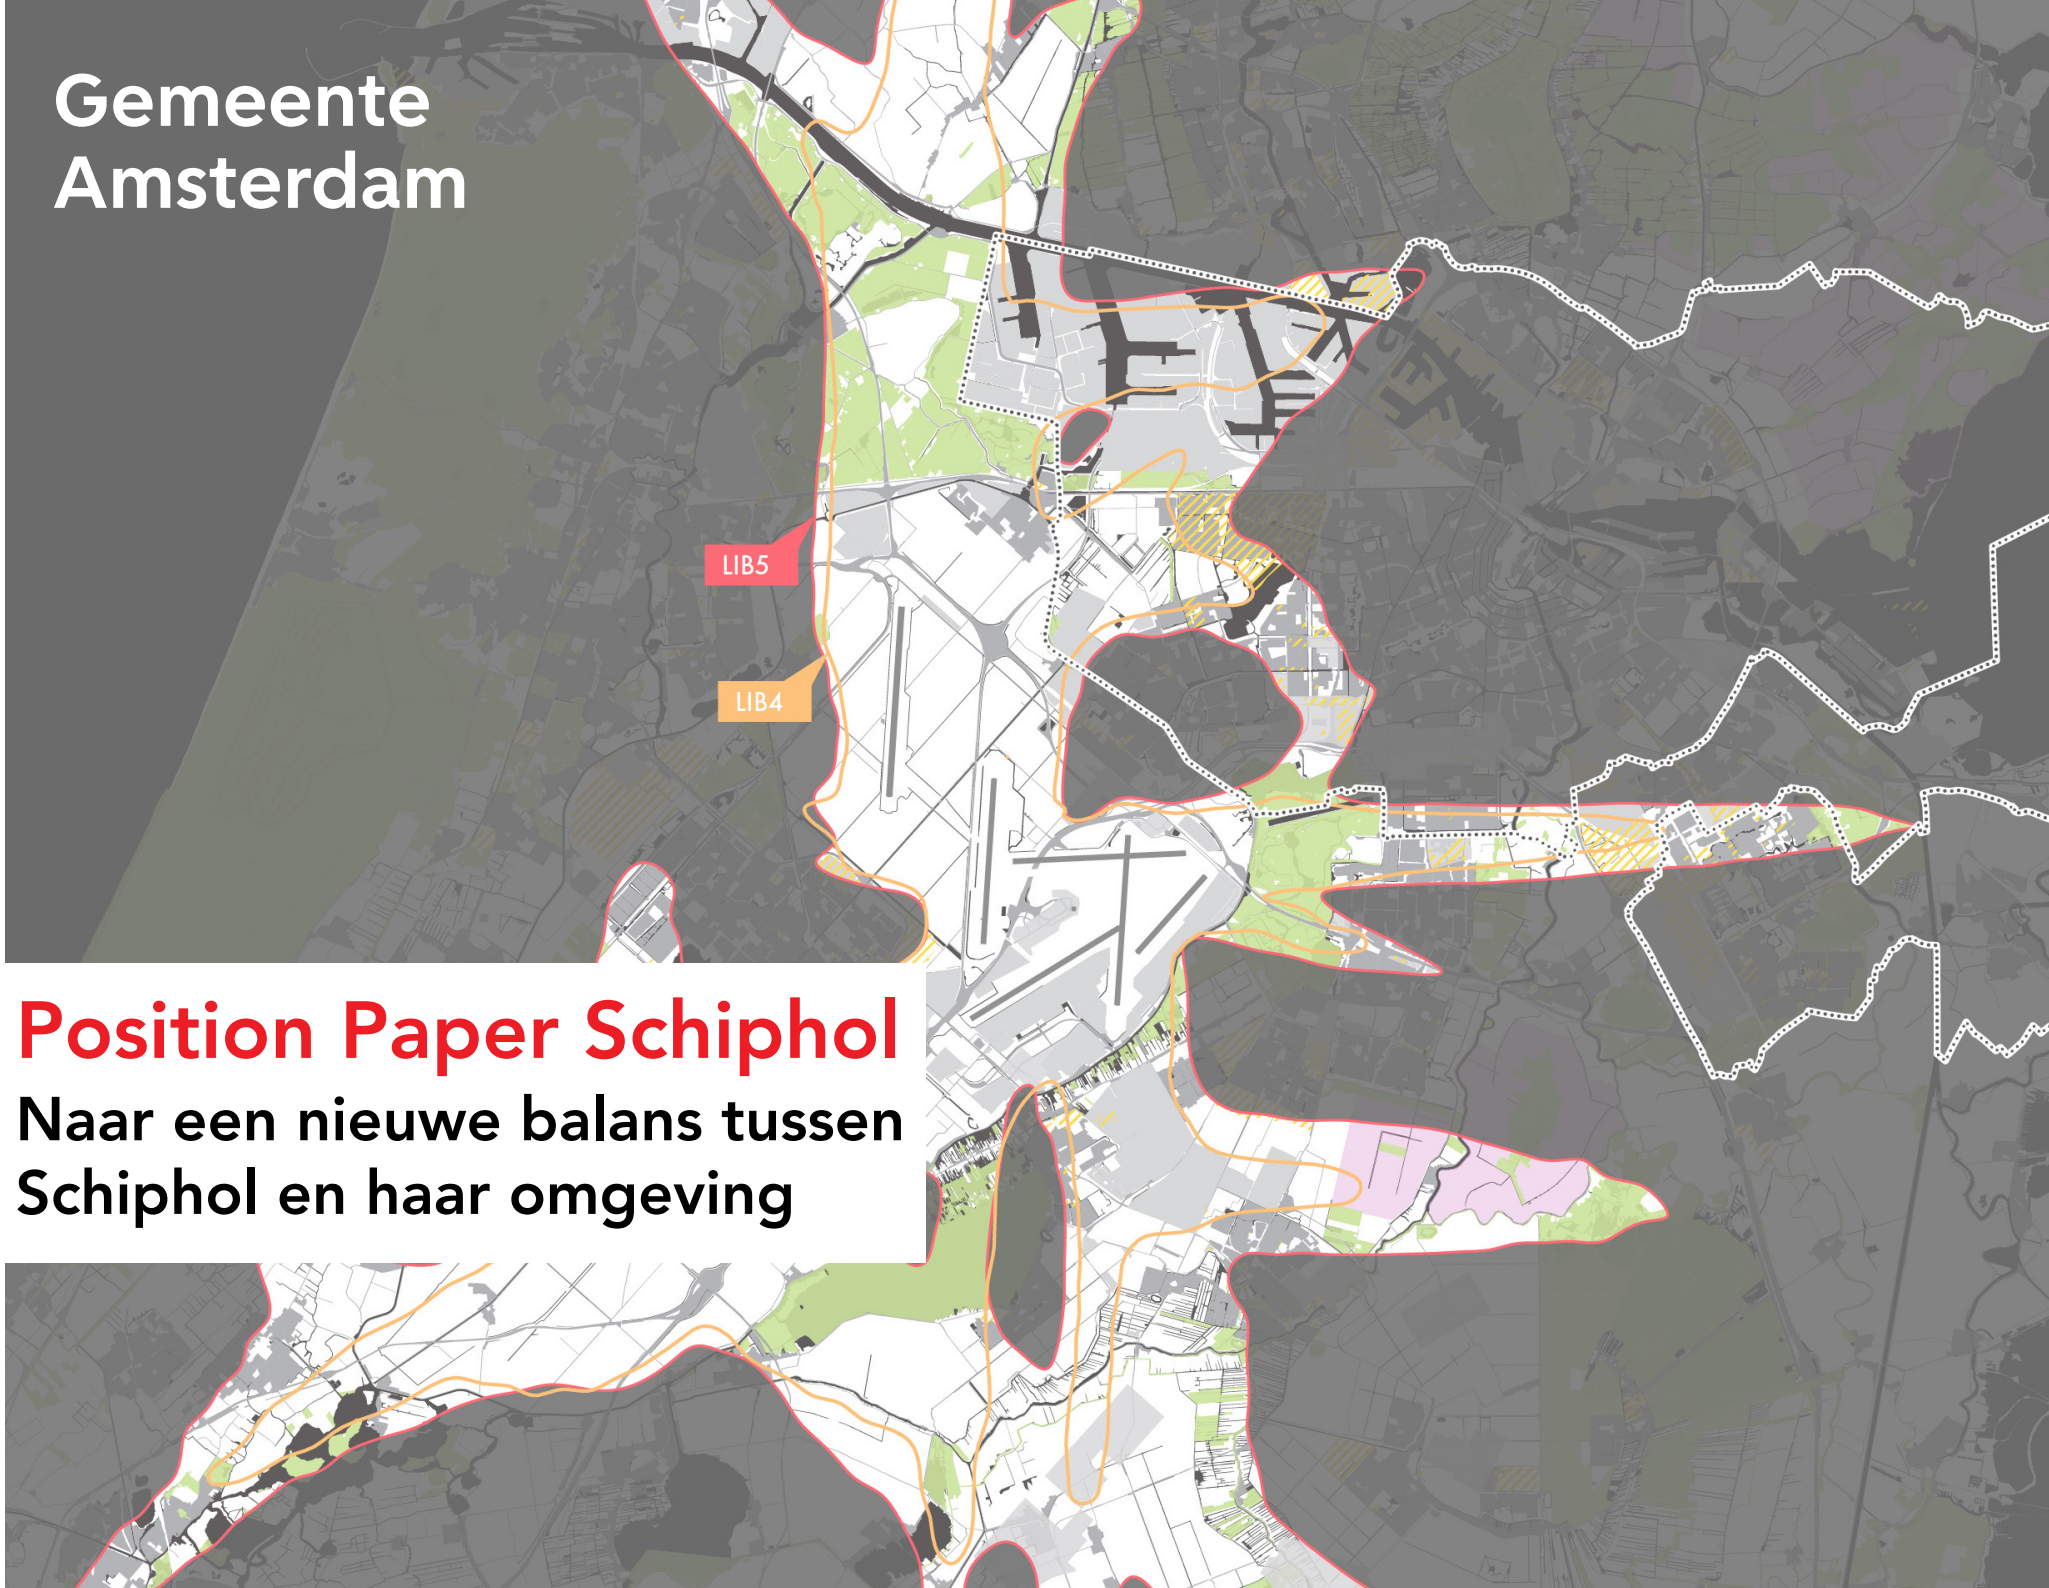 Gemeente
Amsterdam
LIB5
LIB4
Position Paper Schiphol
Naar een nieuwe balans tussen
Schiphol en haar omgeving